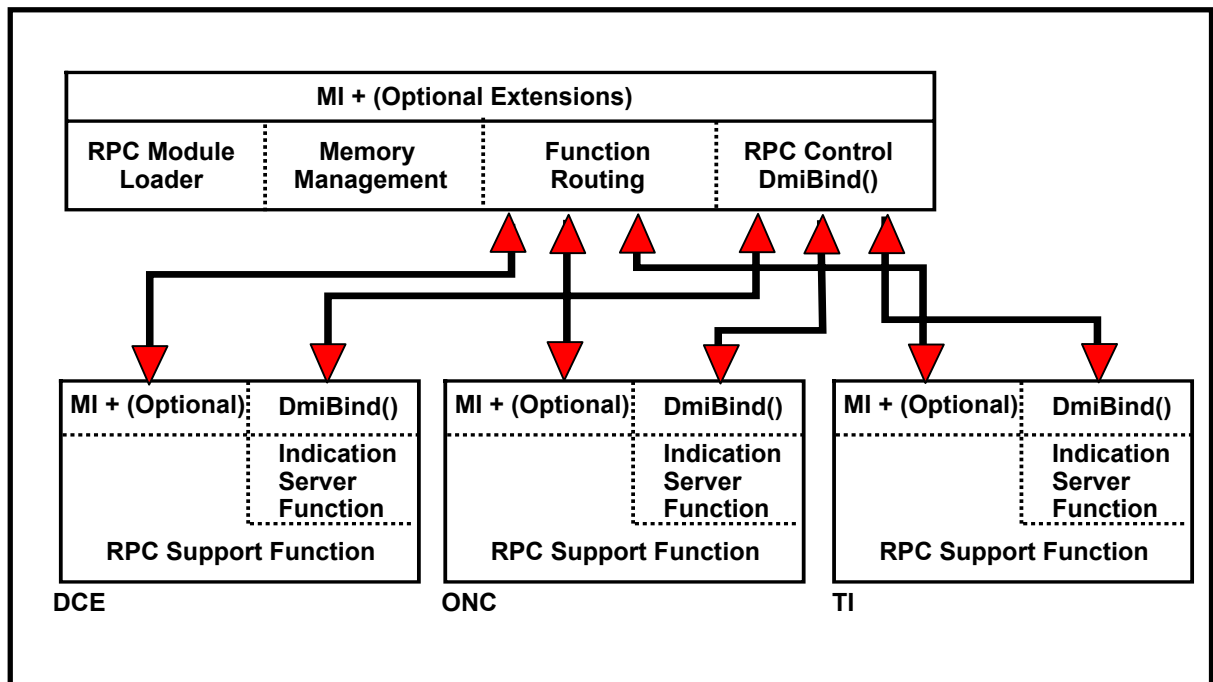 MI + (Optional Extensions)
RPC Module
Loader
Memory
Management
Function
Routing
RPC Control
DmiBind()
MI + (Optional)
DmiBind()
Indication
Server
Function
RPC Support Function
DCE
MI + (Optional)
DmiBind()
Indication
Server
Function
RPC Support Function
ONC
MI + (Optional)
DmiBind()
Indication
Server
Function
RPC Support Function
TI